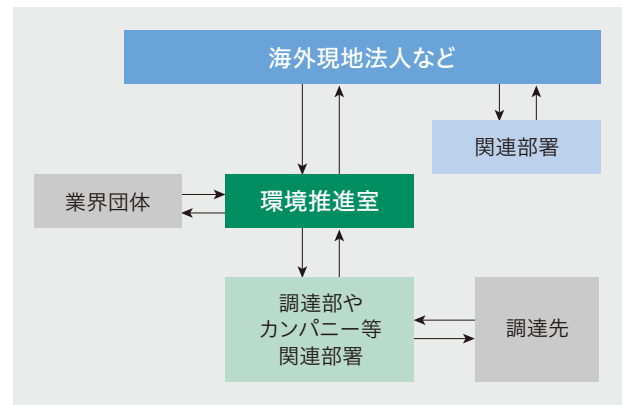 海外現地法人など
関連部署
業界団体
環境推進室
調達部や
カンパニー等
関連部署
調達先